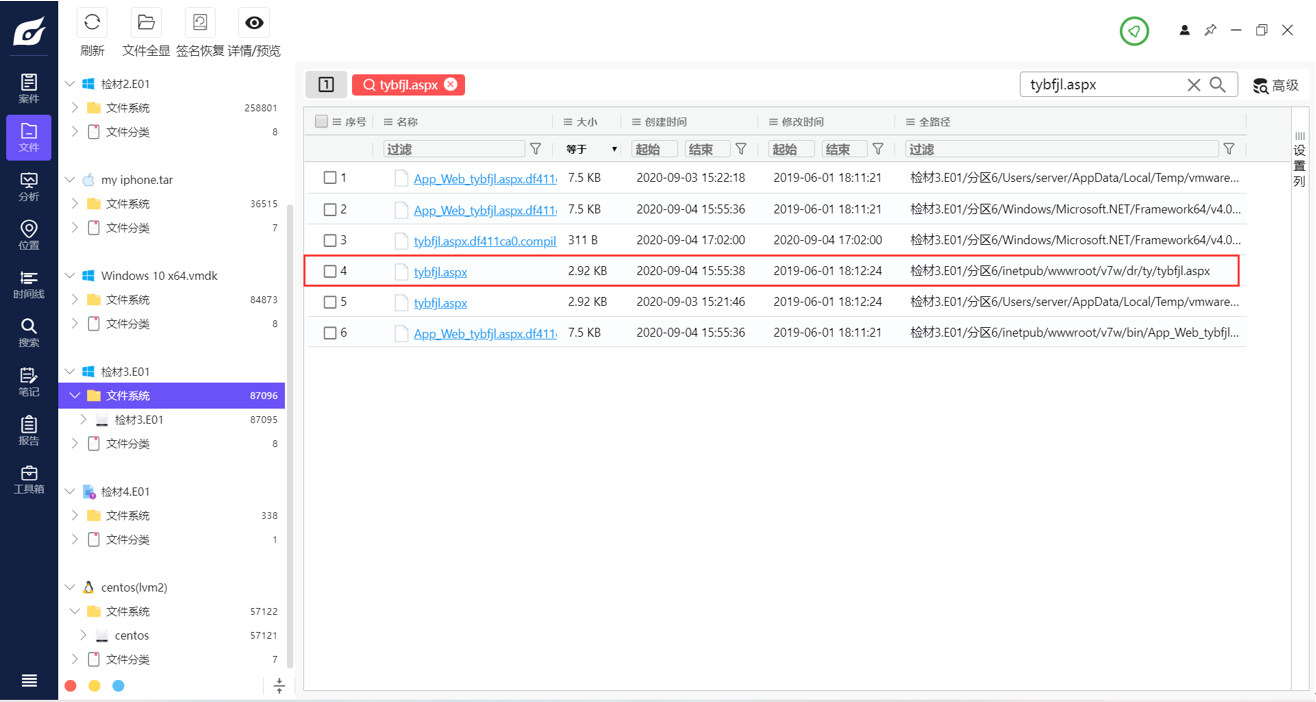 刷新
文件全显
签名恢复
详情/预览
案件
文件
分析
位置
时间线
搜索
笔记
报告
工具箱
检材2.E01
文件系统 258801
文件分类 8
my iphone.tar
文件系统 36515
文件分类 7
Windows 10 x64.vmdk
文件系统 84873
文件分类 8
检材3.E01
文件系统 87096
检材3.E01 87095
文件分类 8
检材4.E01
文件系统 338
文件分类 1
centos(lvm2)
文件系统 57122
centos 57121
文件分类 7
1 tybfjl.aspx
tybfjl.aspx 高级
序号 名称 大小 创建时间 修改时间 全路径
过滤 等于 起始 结束 起始 结束 过滤
1 App_Web_tybfjl.aspx.df411 7.5 KB 2020-09-03 15:22:18 2019-06-01 18:11:21 检材3.E01/分区6/Users/server/AppData/Local/Temp/vmware...
2 App_Web_tybfjl.aspx.df411 7.5 KB 2020-09-04 15:55:36 2019-06-01 18:11:21 检材3.E01/分区6/Windows/Microsoft.NET/Framework64/v4.0...
3 tybfjl.aspx.df411ca0.compil 311 B 2020-09-04 17:02:00 2020-09-04 17:02:00 检材3.E01/分区6/Windows/Microsoft.NET/Framework64/v4.0...
4 tybfjl.aspx 2.92 KB 2020-09-04 15:55:38 2019-06-01 18:12:24 检材3.E01/分区6/inetpub/wwwroot/v7w/dr/ty/tybfjl.aspx
5 tybfjl.aspx 2.92 KB 2020-09-03 15:21:46 2019-06-01 18:12:24 检材3.E01/分区6/Users/server/AppData/Local/Temp/vmware...
6 App_Web_tybfjl.aspx.df411 7.5 KB 2020-09-04 15:55:36 2019-06-01 18:11:21 检材3.E01/分区6/inetpub/wwwroot/v7w/bin/App_Web_tybfjl...
设置列